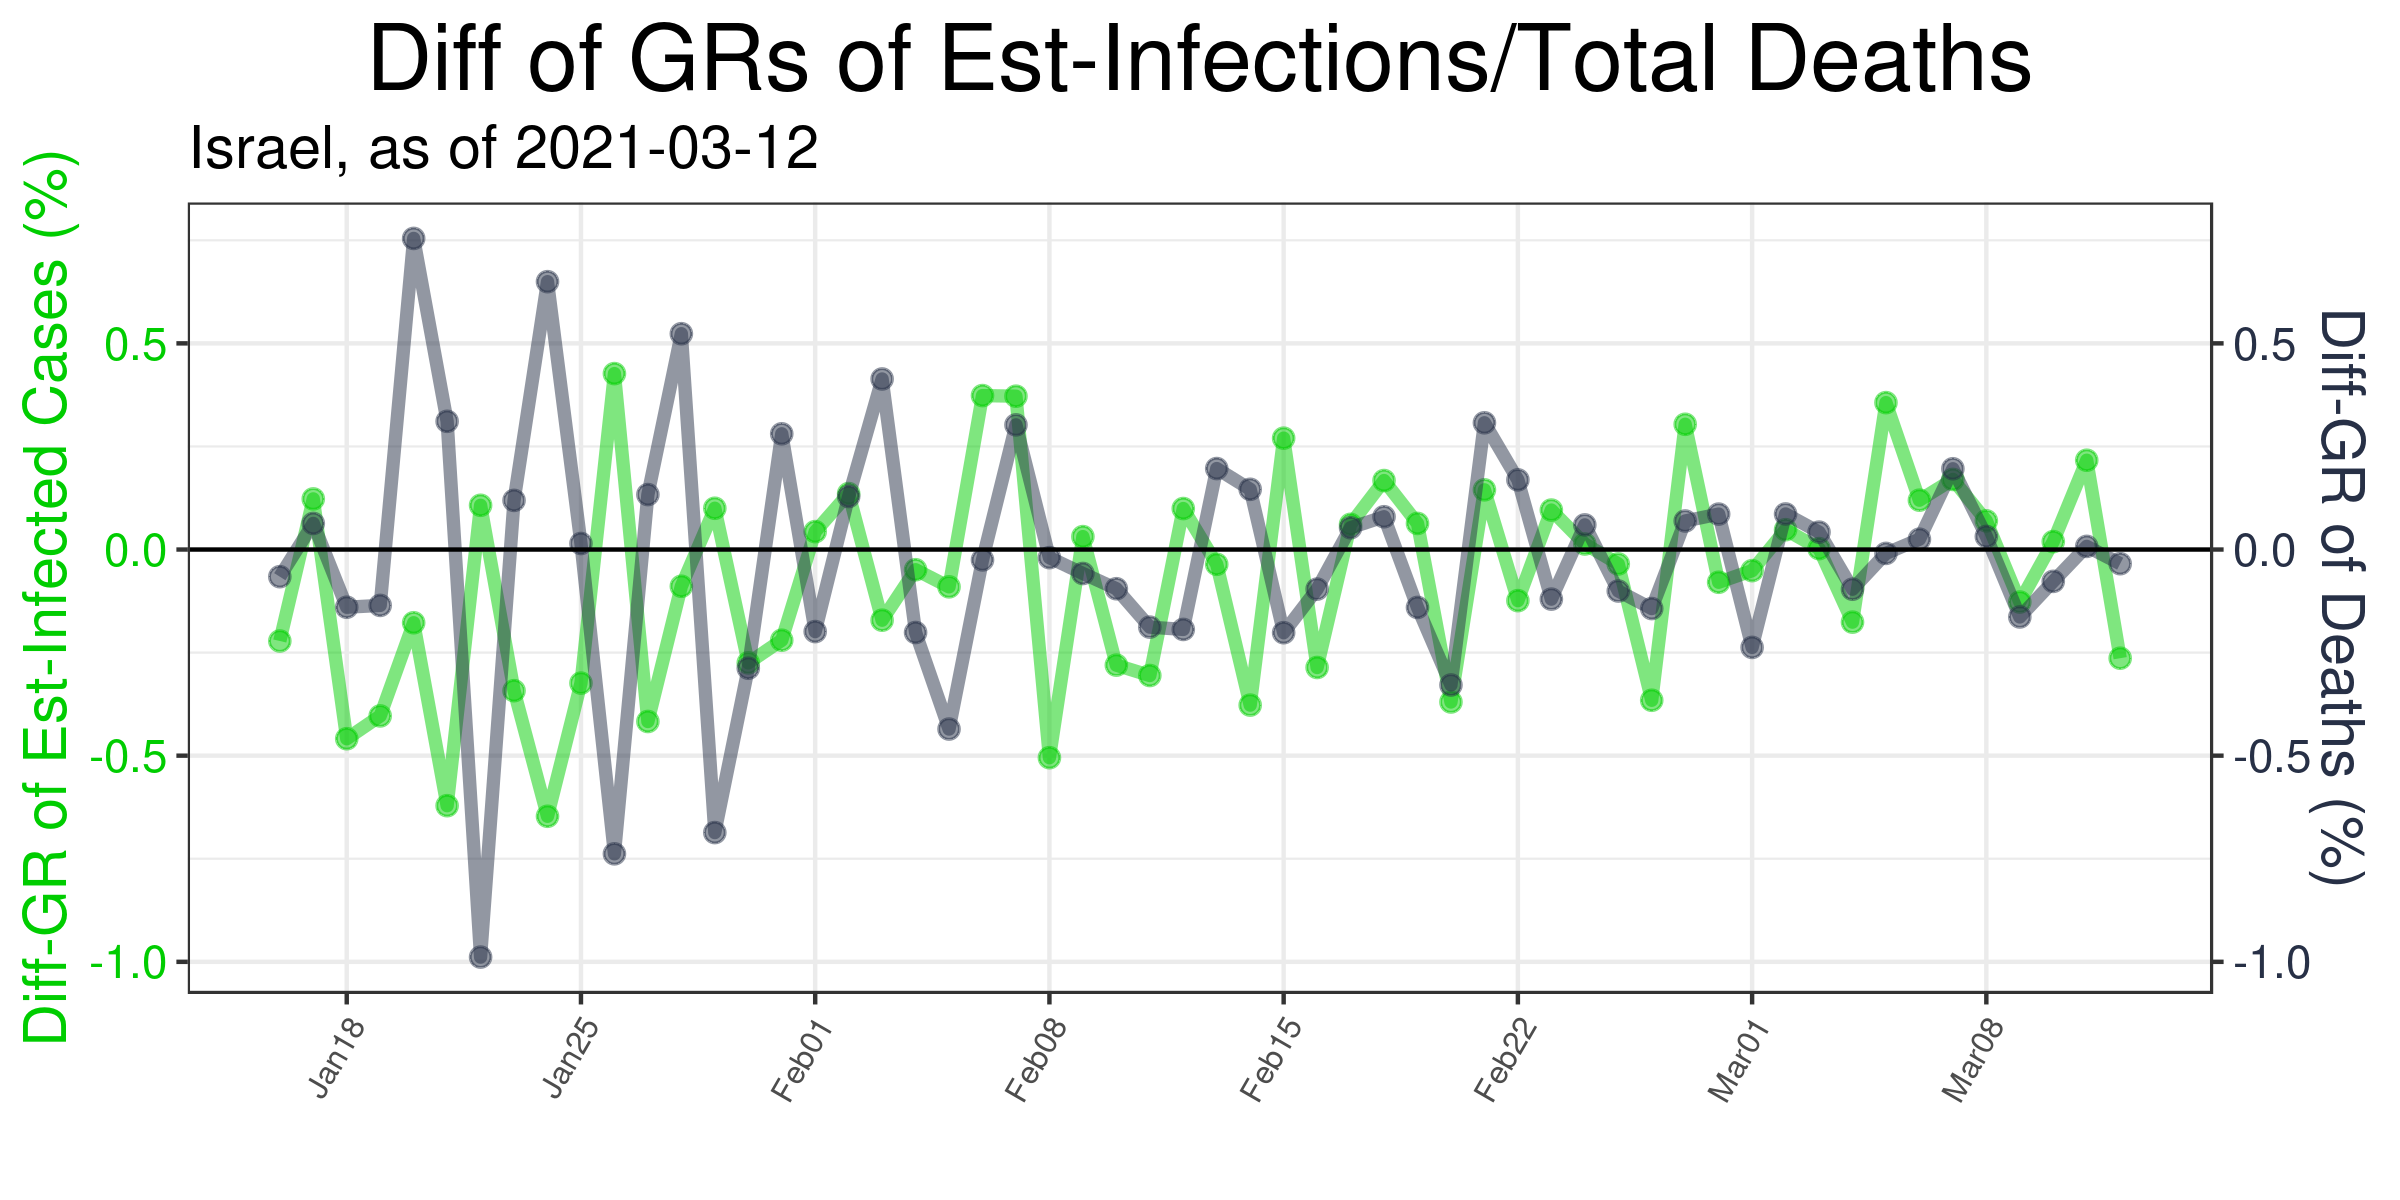 Diff of GRs of Est-Infections/Total Deaths
Israel, as of 2021-03-12
Diff-GR of Est-Infected Cases (%)
0.5
0.0
-0.5
-1.0
0.5
0.0
-0.5
-1.0
Diff-GR of Deaths (%)
Jan18
Jan25
Feb01
Feb08
Feb15
Feb22
Mar01
Mar08